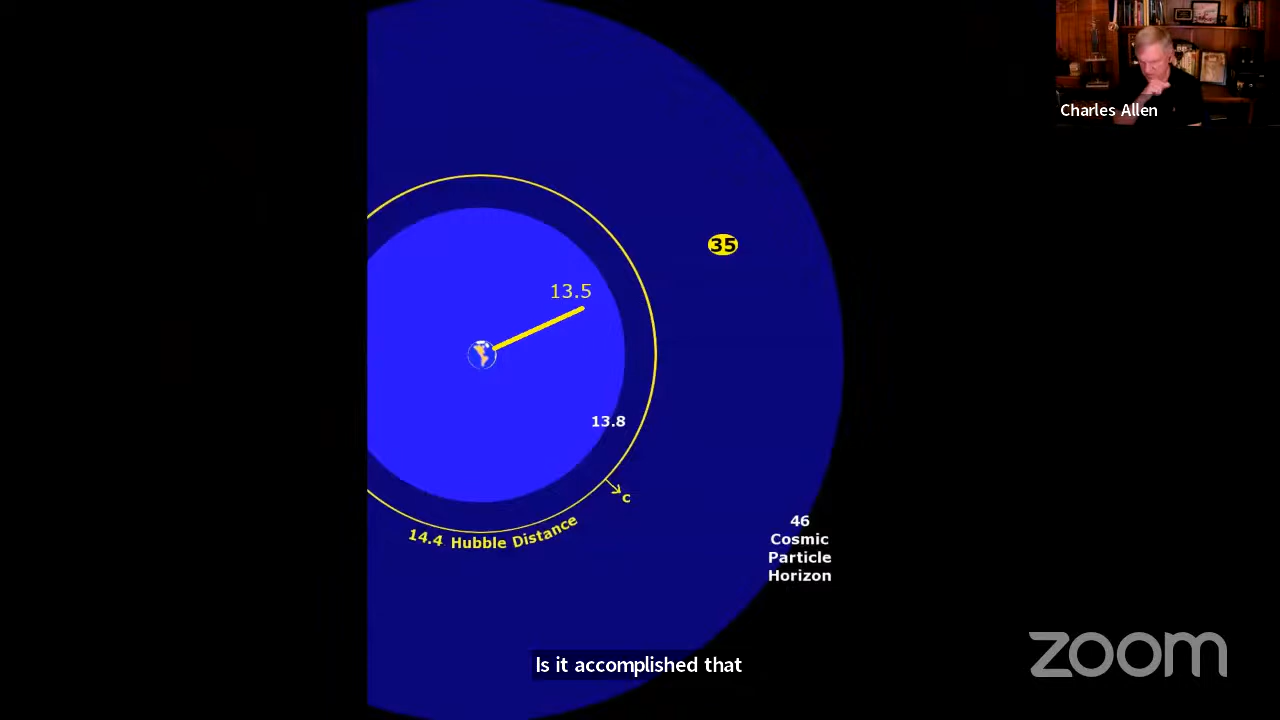 Charles Allen
35
13.5
13.8
c
14.4 Hubble Distance
46
Cosmic
Particle
Horizon
Is it accomplished that
zoom